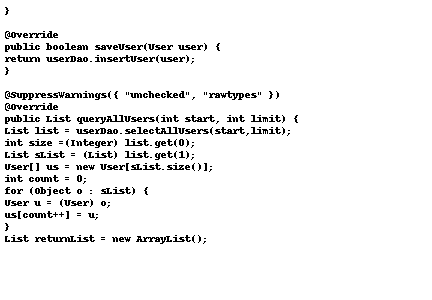 }
@Override
public boolean saveUser(User user) {
return userDao.insertUser(user);
}
@SuppressWarnings({ "unchecked", "rawtypes" })
@Override
public List queryAllUsers(int start, int limit) {
List list = userDao.selectAllUsers(start,limit);
int size =(Integer) list.get(0);
List sList = (List) list.get(1);
User[] us = new User[sList.size()];
int count = 0;
for (Object o : sList) {
User u = (User) o;
us[count++] = u;
}
List returnList = new ArrayList();